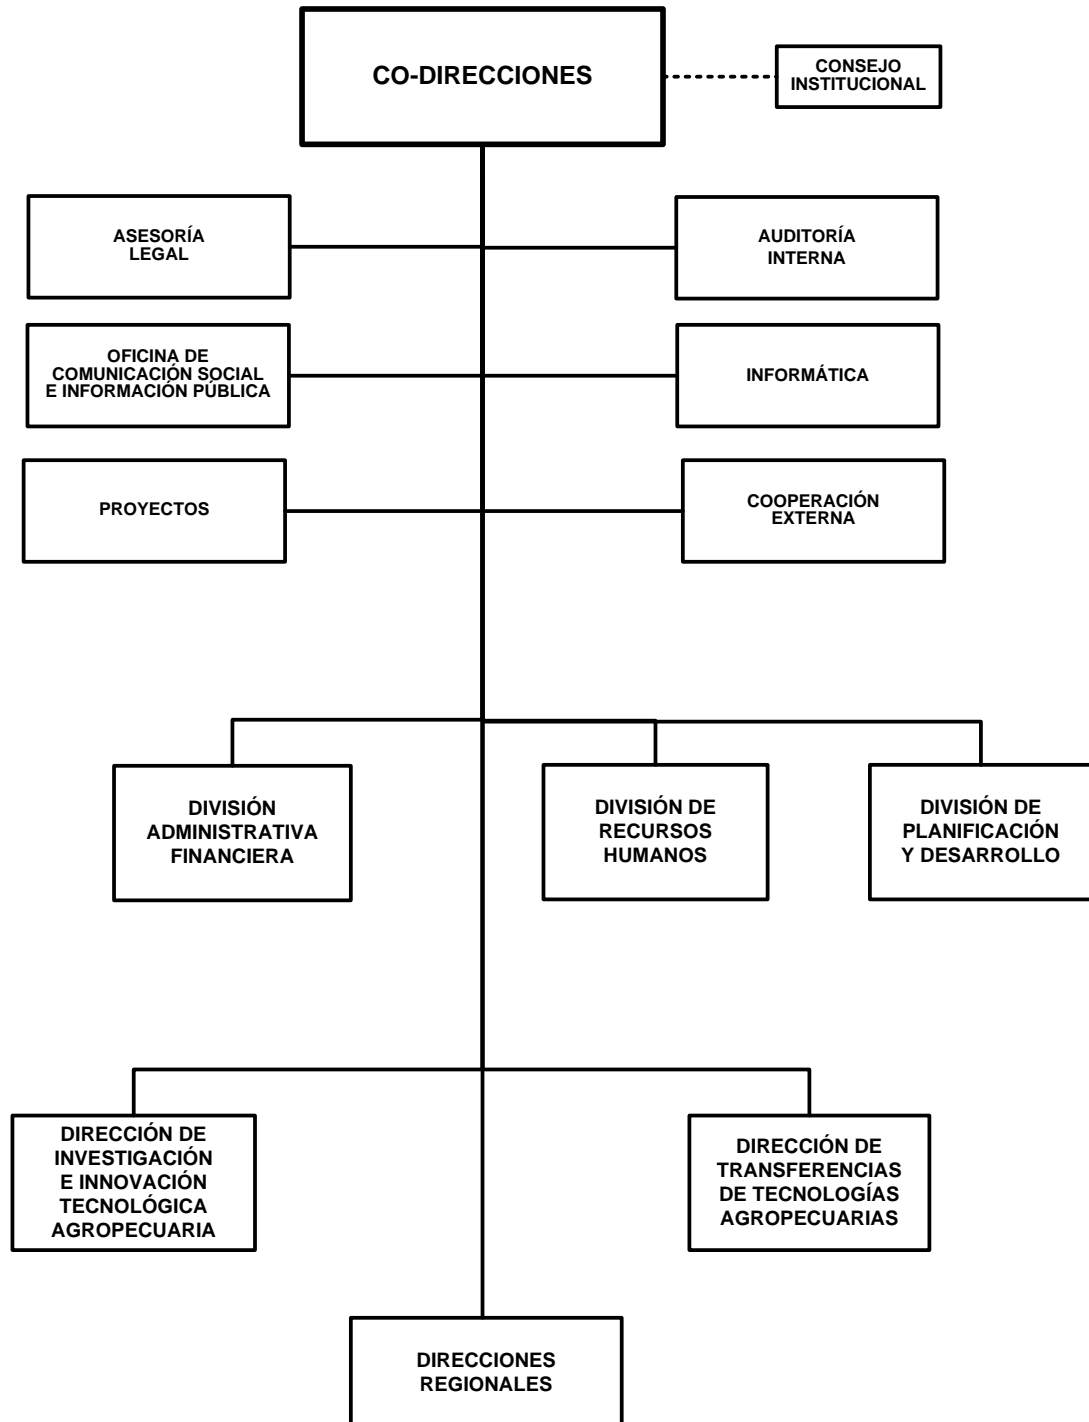 CO-DIRECCIONES
CONSEJO
INSTITUCIONAL
ASESORÍA
LEGAL
AUDITORÍA
INTERNA
OFICINA DE
COMUNICACIÓN SOCIAL
E INFORMACIÓN PÚBLICA
INFORMÁTICA
PROYECTOS
COOPERACIÓN
EXTERNA
DIVISIÓN
ADMINISTRATIVA
FINANCIERA
DIVISIÓN DE
RECURSOS
HUMANOS
DIVISIÓN DE
PLANIFICACIÓN
Y DESARROLLO
DIRECCIÓN DE
INVESTIGACIÓN
E INNOVACIÓN
TECNOLÓGICA
AGROPECUARIA
DIRECCIÓN DE
TRANSFERENCIAS
DE TECNOLOGÍAS
AGROPECUARIAS
DIRECCIONES
REGIONALES